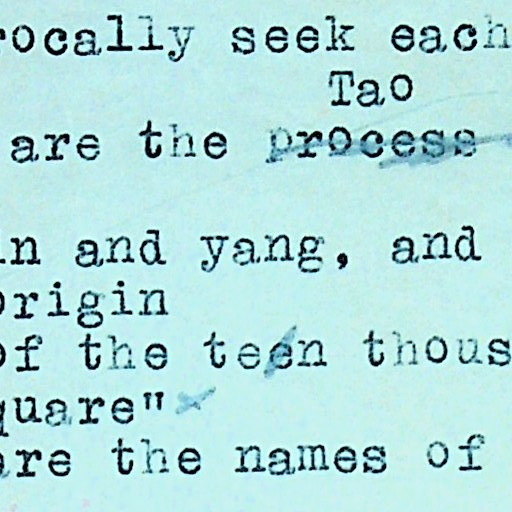 rocally seek each
Tao
are the process
in and yang, and
origin
of the teen thous
quare"
are the names of